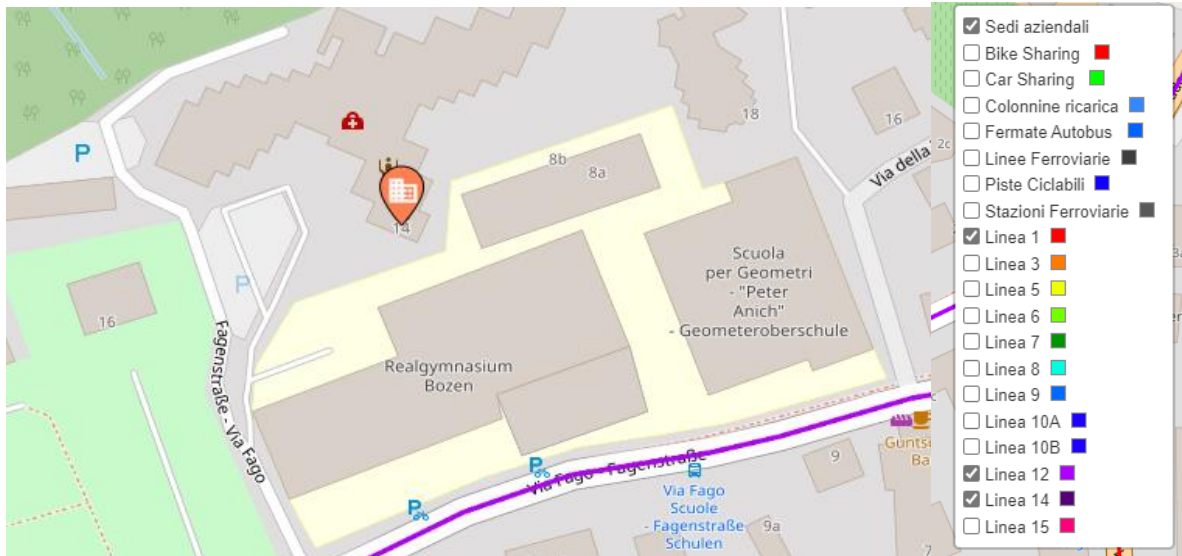 P
14
8b
8a
18
16
Via della
2c
P
16
Fagenstraße - Via Fago
Scuola
per Geometri
- "Peter
Anich"
- Geometeroberschule
Realgymnasium
Bozen
P
P
Via Fago - Fagenstraße
Via Fago
Scuole
- Fagenstraße
Schulen
9
9a
7
Sedi aziendali
Bike Sharing
Car Sharing
Colonnine ricarica
Fermate Autobus
Linee Ferroviarie
Piste Ciclabili
Stazioni Ferroviarie
Linea 1
Linea 3
Linea 5
Linea 6
Linea 7
Linea 8
Linea 9
Linea 10A
Linea 10B
Linea 12
Linea 14
Linea 15